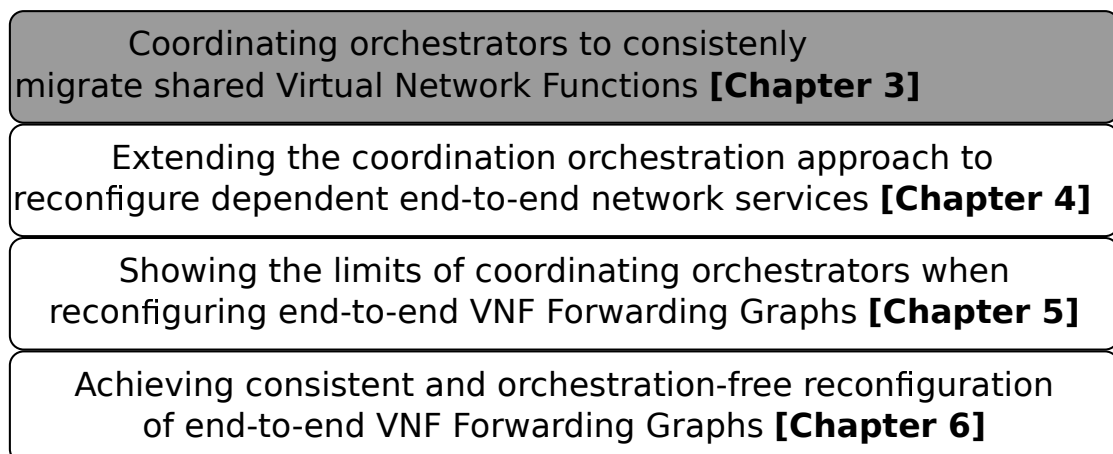 Coordinating orchestrators to consistenly
migrate shared Virtual Network Functions [Chapter 3]
Extending the coordination orchestration approach to
reconfigure dependent end-to-end network services [Chapter 4]
Showing the limits of coordinating orchestrators when
reconfiguring end-to-end VNF Forwarding Graphs [Chapter 5]
Achieving consistent and orchestration-free reconfiguration
of end-to-end VNF Forwarding Graphs [Chapter 6]